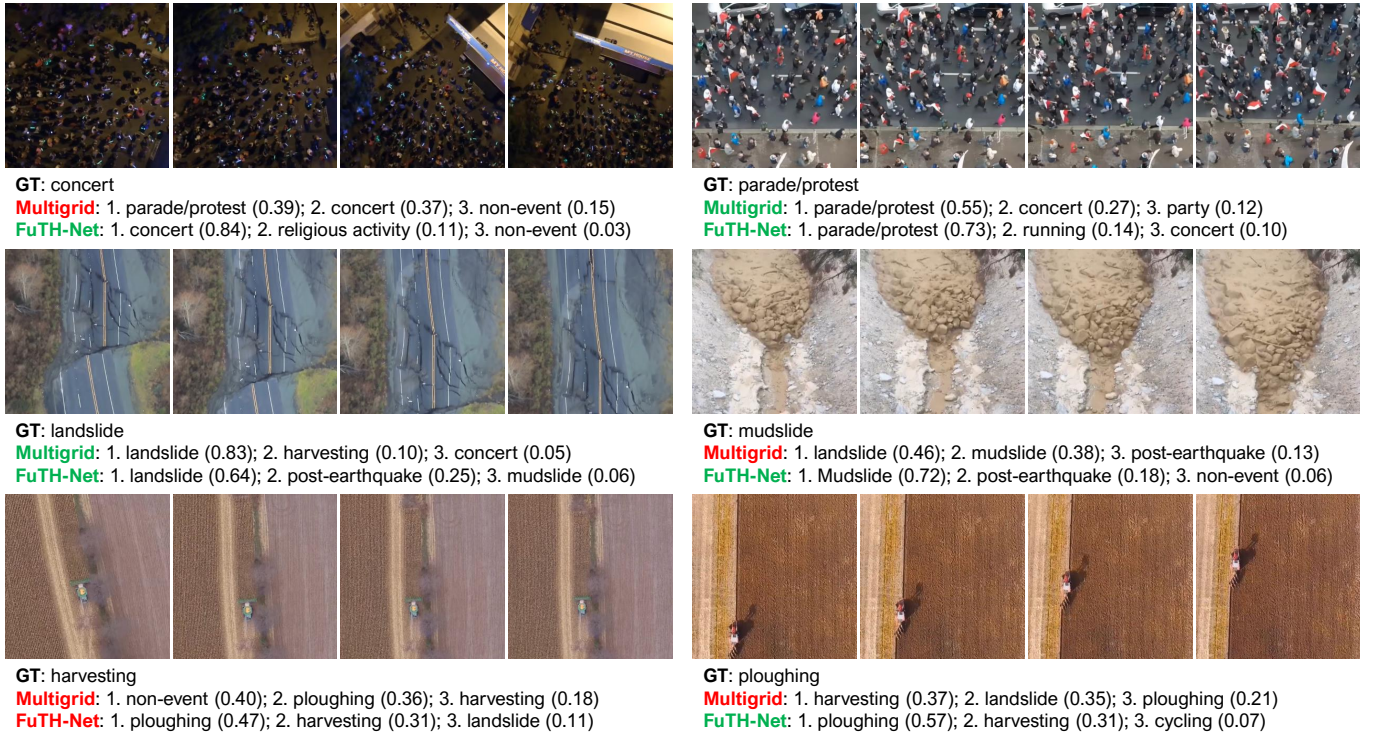 GT: concert
Multigrid: 1. parade/protest (0.39); 2. concert (0.37); 3. non-event (0.15)
FuTH-Net: 1. concert (0.84); 2. religious activity (0.11); 3. non-event (0.03)
GT: parade/protest
Multigrid: 1. parade/protest (0.55); 2. concert (0.27); 3. party (0.12)
FuTH-Net: 1. parade/protest (0.73); 2. running (0.14); 3. concert (0.10)
GT: landslide
Multigrid: 1. landslide (0.83); 2. harvesting (0.10); 3. concert (0.05)
FuTH-Net: 1. landslide (0.64); 2. post-earthquake (0.25); 3. mudslide (0.06)
GT: mudslide
Multigrid: 1. landslide (0.46); 2. mudslide (0.38); 3. post-earthquake (0.13)
FuTH-Net: 1. Mudslide (0.72); 2. post-earthquake (0.18); 3. non-event (0.06)
GT: harvesting
Multigrid: 1. non-event (0.40); 2. ploughing (0.36); 3. harvesting (0.18)
FuTH-Net: 1. ploughing (0.47); 2. harvesting (0.31); 3. landslide (0.11)
GT: ploughing
Multigrid: 1. harvesting (0.37); 2. landslide (0.35); 3. ploughing (0.21)
FuTH-Net: 1. ploughing (0.57); 2. harvesting (0.31); 3. cycling (0.07)